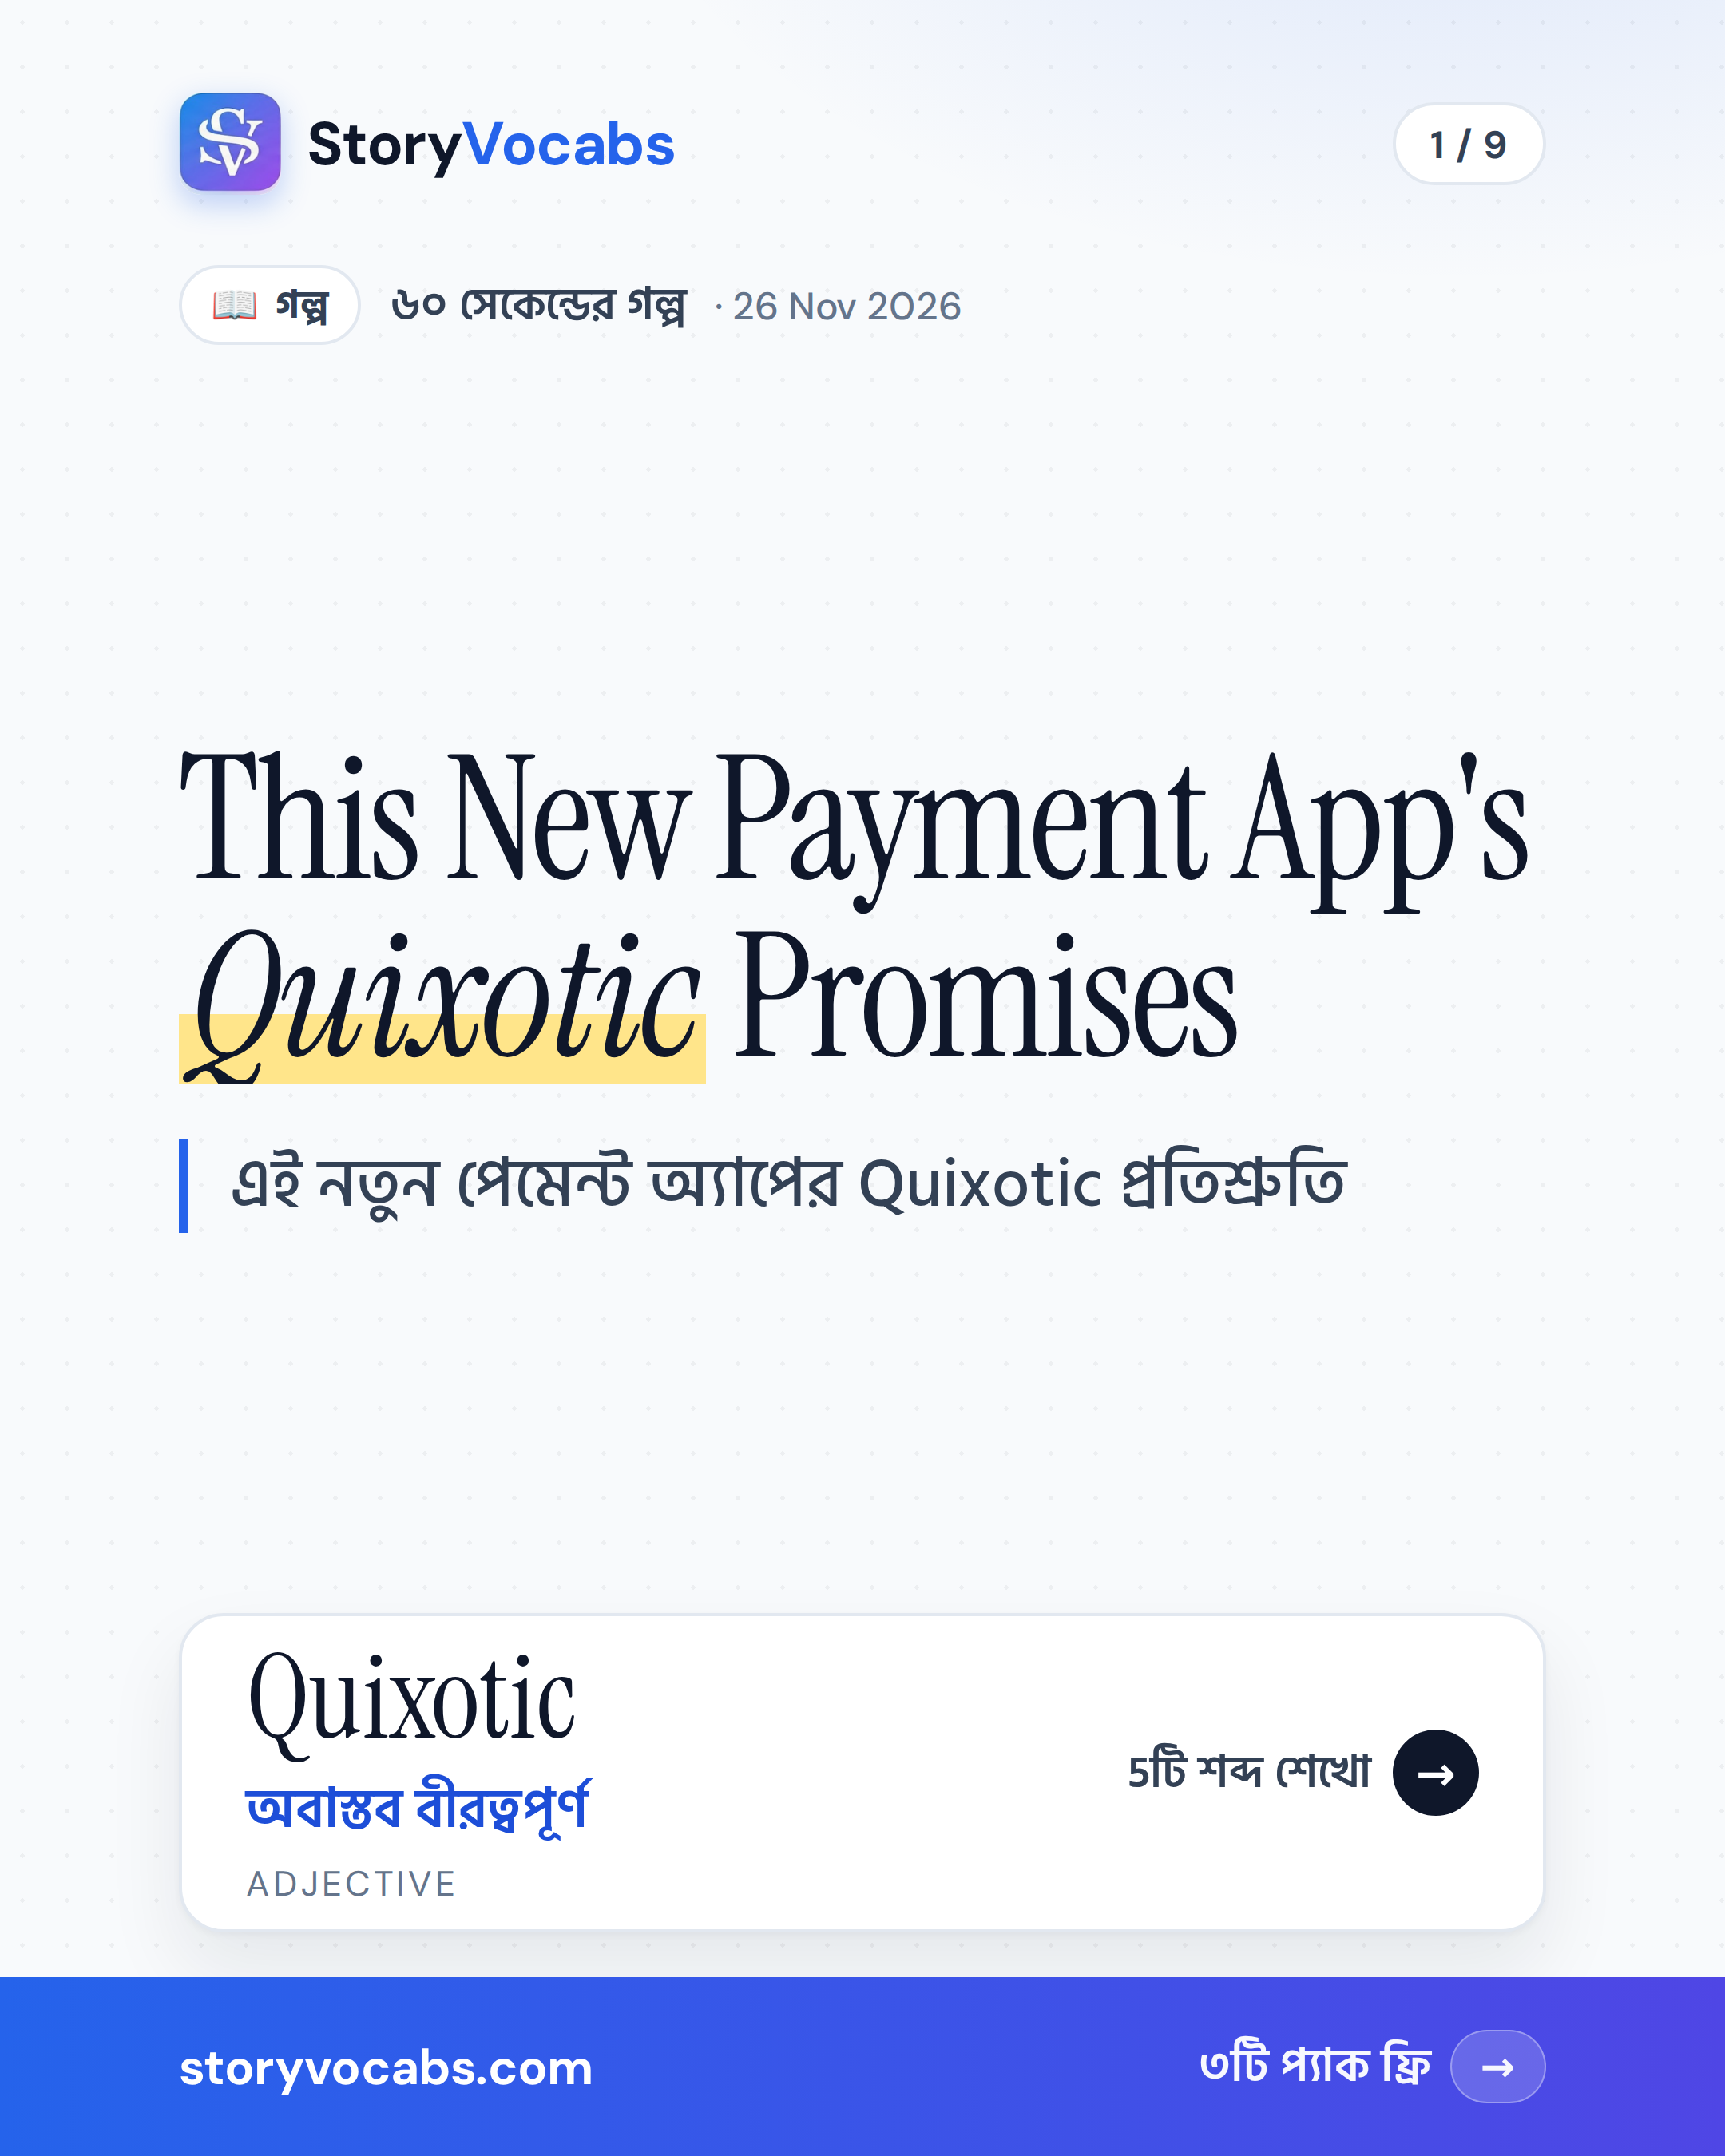 StoryVocabs
1 / 9
📖 গল্প ৬০ সেকেন্ডের গল্প · 26 Nov 2026
This New Payment App's
Quixotic Promises
এই নতুন পেমেন্ট অ্যাপের Quixotic প্রতিশ্রুতি
Quixotic
অবাস্তব বীরত্বপূর্ণ
ADJECTIVE
5টি শব্দ শেখো →
storyvocabs.com
৩টি প্যাক ফ্রি →